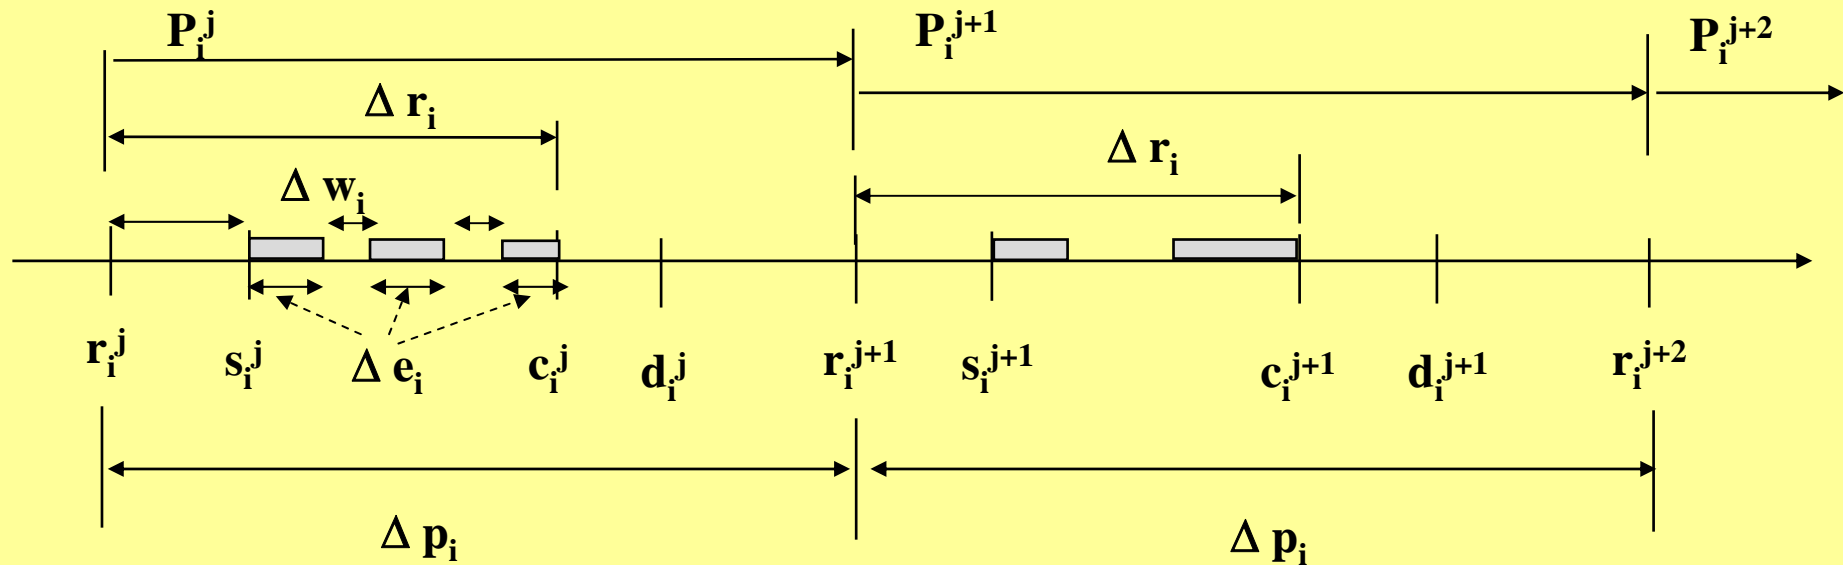 P_i^j P_i^{j+1} P_i^{j+2}
Δ r_i
Δ r_i
Δ w_i
r_i^j s_i^j Δ e_i c_i^j d_i^j r_i^{j+1} s_i^{j+1} c_i^{j+1} d_i^{j+1} r_i^{j+2}
Δ p_i Δ p_i